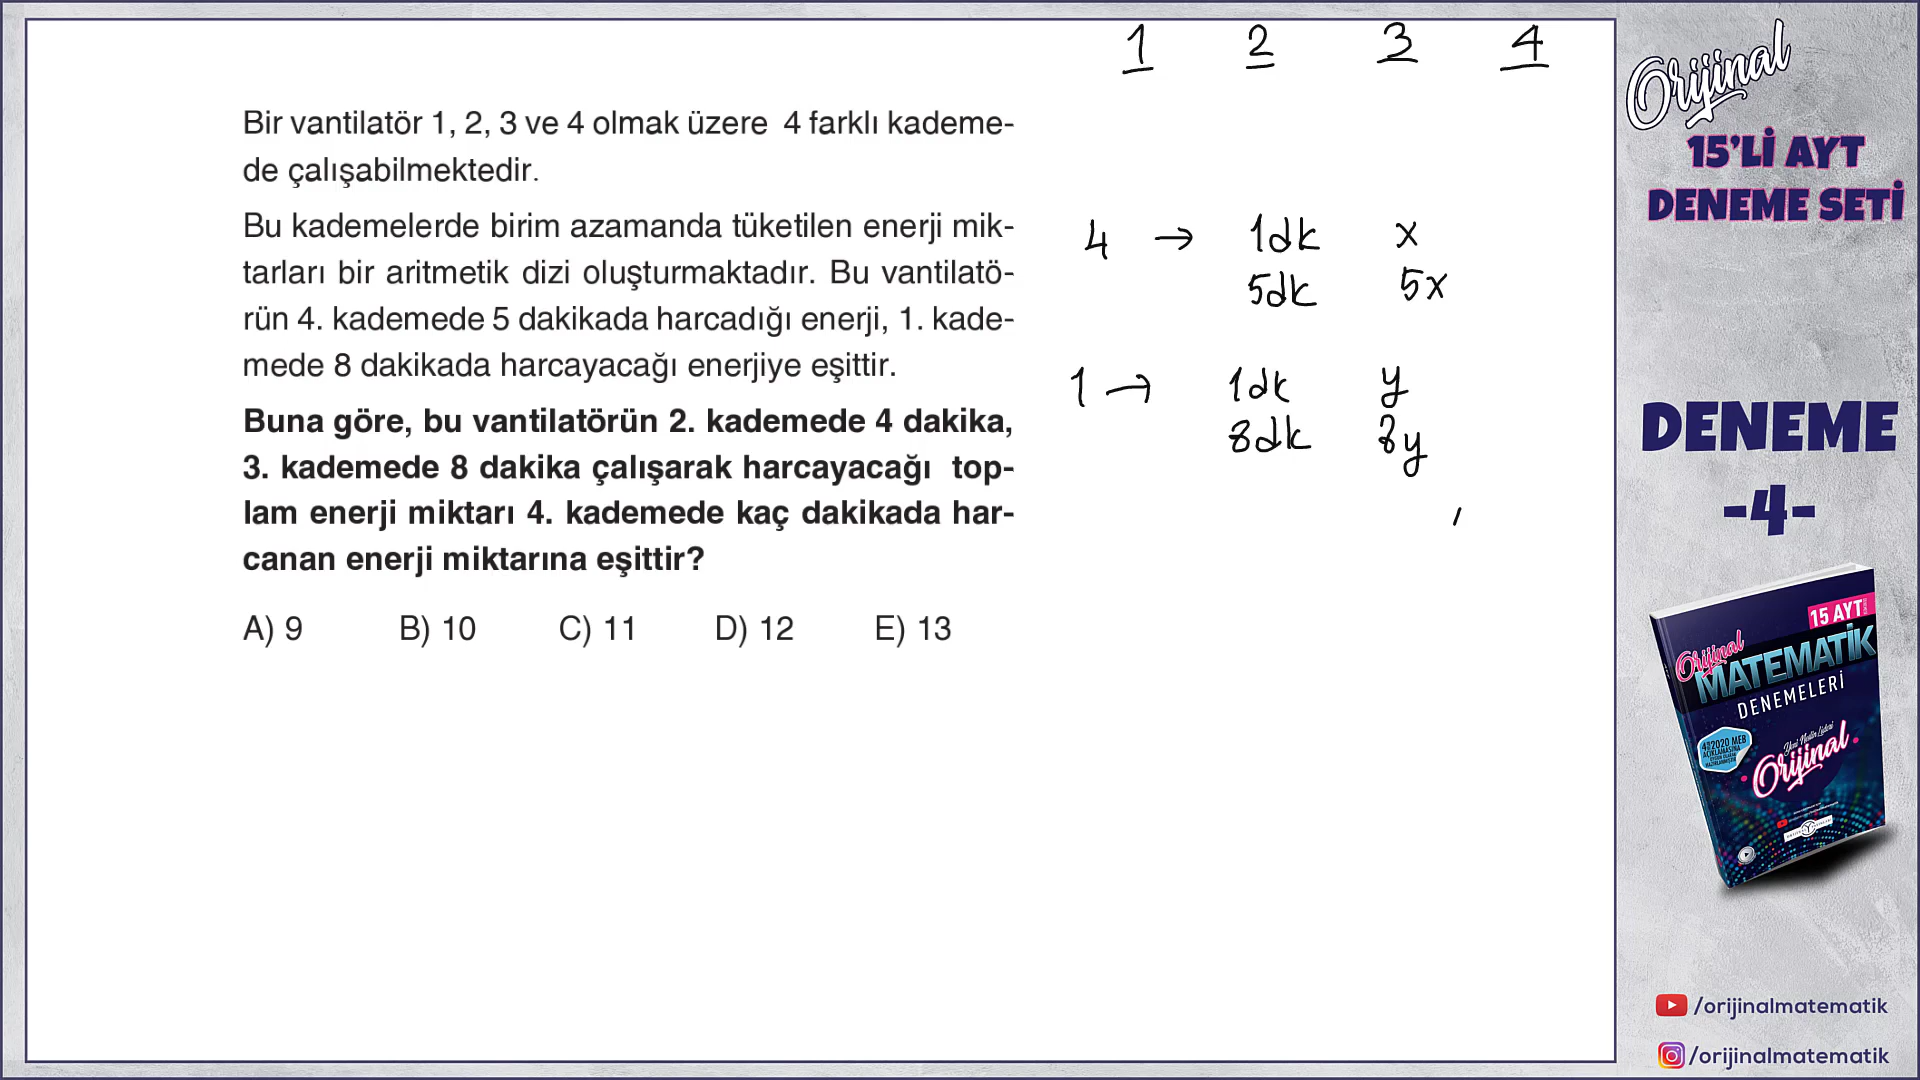 1 2 3 4
Bir vantilatör 1, 2, 3 ve 4 olmak üzere 4 farklı kademe-
de çalışabilmektedir.
Bu kademelerde birim azamanda tüketilen enerji mik-
tarları bir aritmetik dizi oluşturmaktadır. Bu vantilatö-
rün 4. kademede 5 dakikada harcadığı enerji, 1. kade-
mede 8 dakikada harcayacağı enerjiye eşittir.
Buna göre, bu vantilatörün 2. kademede 4 dakika,
3. kademede 8 dakika çalışarak harcayacağı top-
lam enerji miktarı 4. kademede kaç dakikada har-
canan enerji miktarına eşittir?
A) 9 B) 10 C) 11 D) 12 E) 13
4 → 1dk x
5dk 5x
1 → 1dk y
8dk 8y
Orijinal
15'Lİ AYT
DENEME SETİ
DENEME
-4-
15 AYT
Orijinal
MATEMATİK
DENEMELERİ
Orijinal
/orijinalmatematik
/orijinalmatematik